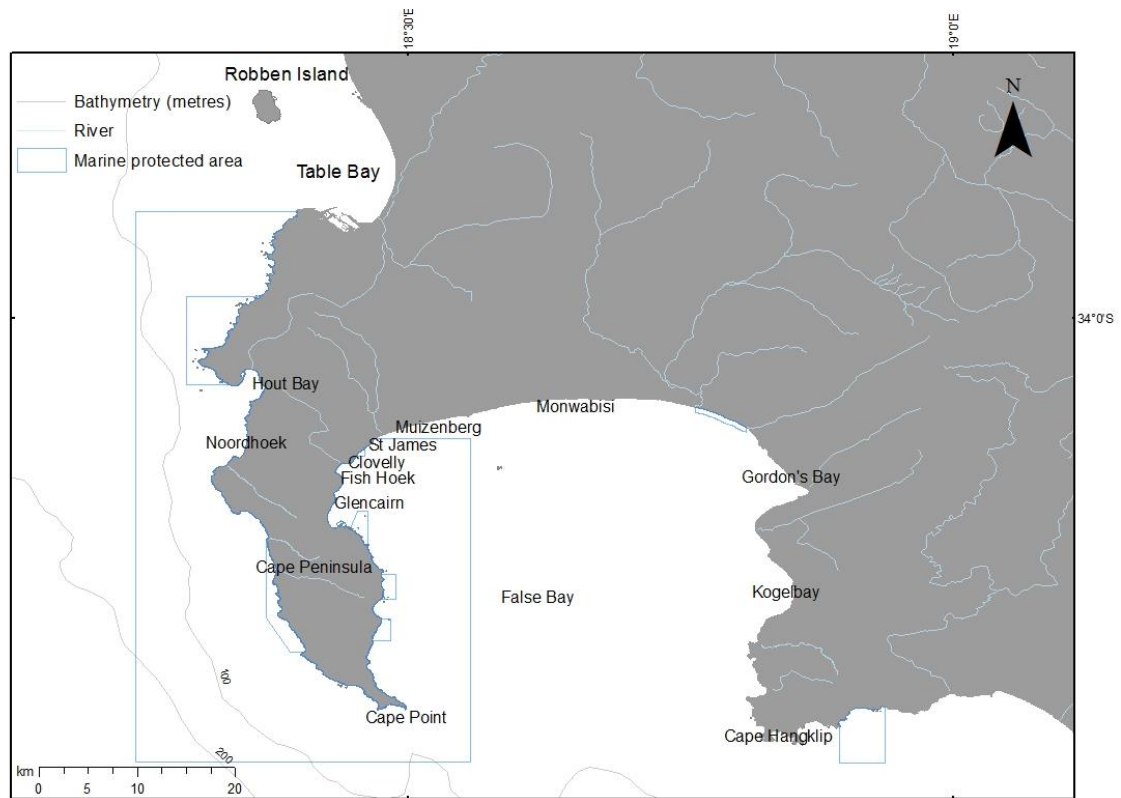 18°30'E
19°0'E
Robben Island
N
Bathymetry (metres)
River
Marine protected area
Table Bay
34°0'S
Hout Bay
Monwabisi
Muizenberg
Noordhoek
St James
Clovelly
Fish Hoek
Gordon's Bay
Glencairn
Cape Peninsula
Kogelbay
False Bay
100
Cape Point
Cape Hangklip
200
km
0 5 10 20